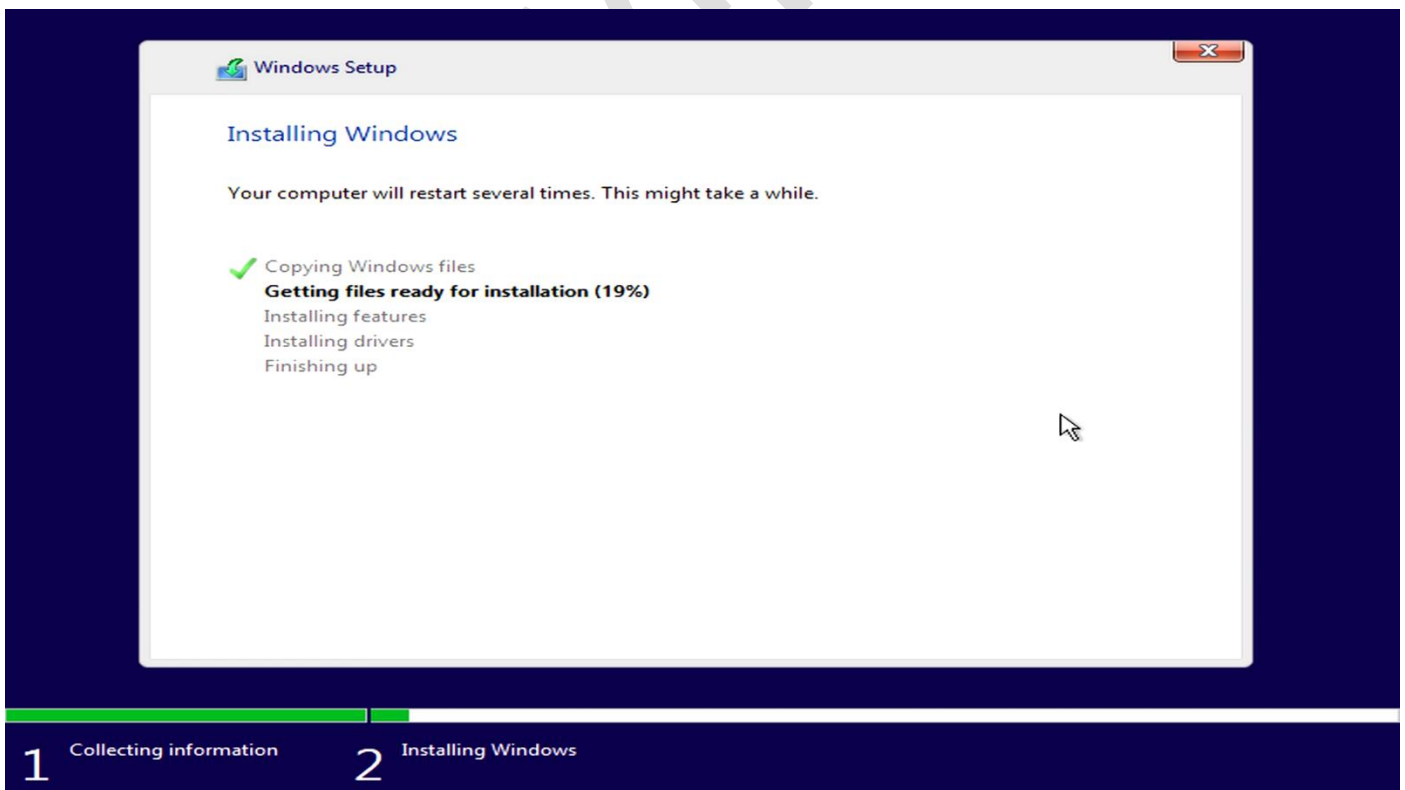 Windows Setup
Installing Windows
Your computer will restart several times. This might take a while.
Copying Windows files
Getting files ready for installation (19%)
Installing features
Installing drivers
Finishing up
1 Collecting information 2 Installing Windows